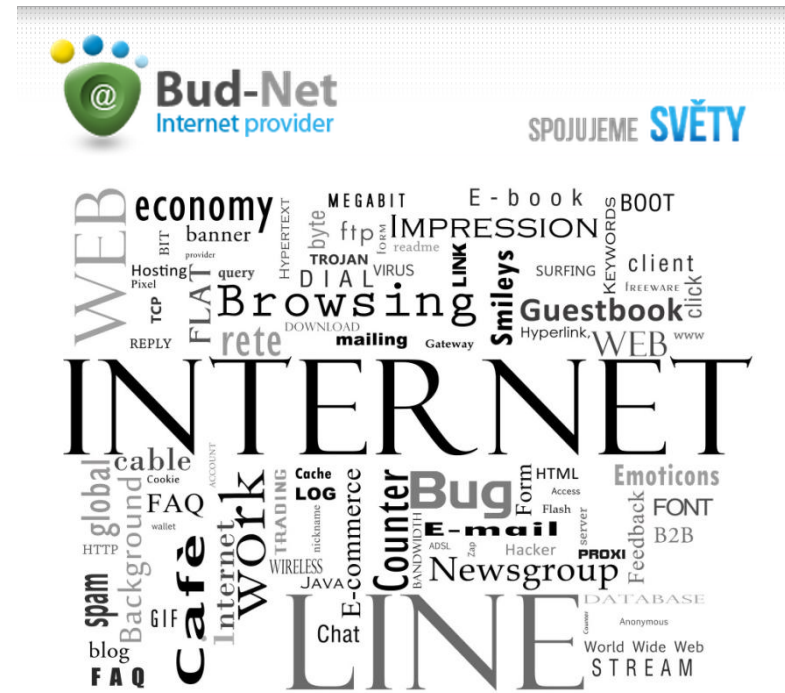 @
Bud-Net
Internet provider
SPOJUJEME SVĚTY
WEB
economy
HYPERTEXT
MEGABIT
E-book
KEYWORDS
BOOT
BIT
banner
byte
ftp
FORM
IMPRESSION
provider
readme
TROJAN
LINK
Smileys
client
Hosting
FLAT
query
DIAL
VIRUS
SURFING
FREEWARE
click
Pixel
TCP
Browsing
Guestbook
DOWNLOAD
Hyperlink,
REPLY
rete
mailing
Gateway
WEB
www
INTERNET
global
cable
ACCOUNT
Work
TRADING
Cache
E-commerce
Counter
Bug
Form
HTML
Emoticons
Cookie
Background
FAQ
LOG
Access
Feedback
FONT
nickname
BANDWIDTH
Flash
server
wallet
Internet
E-mail
B2B
HTTP
Cafè
ADSL
Zap
Hacker
PROXI
WIRELESS
Newsgroup
spam
JAVA
GIF
LINE
DATABASE
Chat
Counter
Anonymous
blog
World Wide Web
FAQ
STREAM